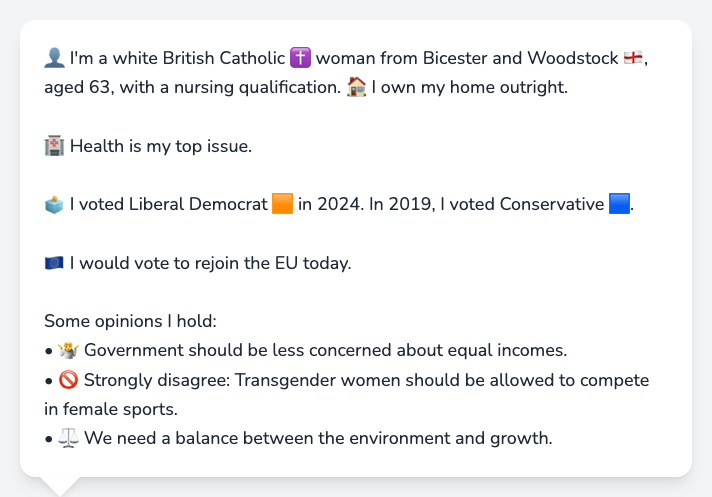 👤 I'm a white British Catholic ✝️ woman from Bicester and Woodstock 🏴󠁧󠁢󠁥󠁮󠁧󠁿,
aged 63, with a nursing qualification. 🏠 I own my home outright.
🏥 Health is my top issue.
🗳️ I voted Liberal Democrat 🟧 in 2024. In 2019, I voted Conservative 🟦.
🇪🇺 I would vote to rejoin the EU today.
Some opinions I hold:
• 🤷 Government should be less concerned about equal incomes.
• 🚫 Strongly disagree: Transgender women should be allowed to compete
in female sports.
• ⚖️ We need a balance between the environment and growth.